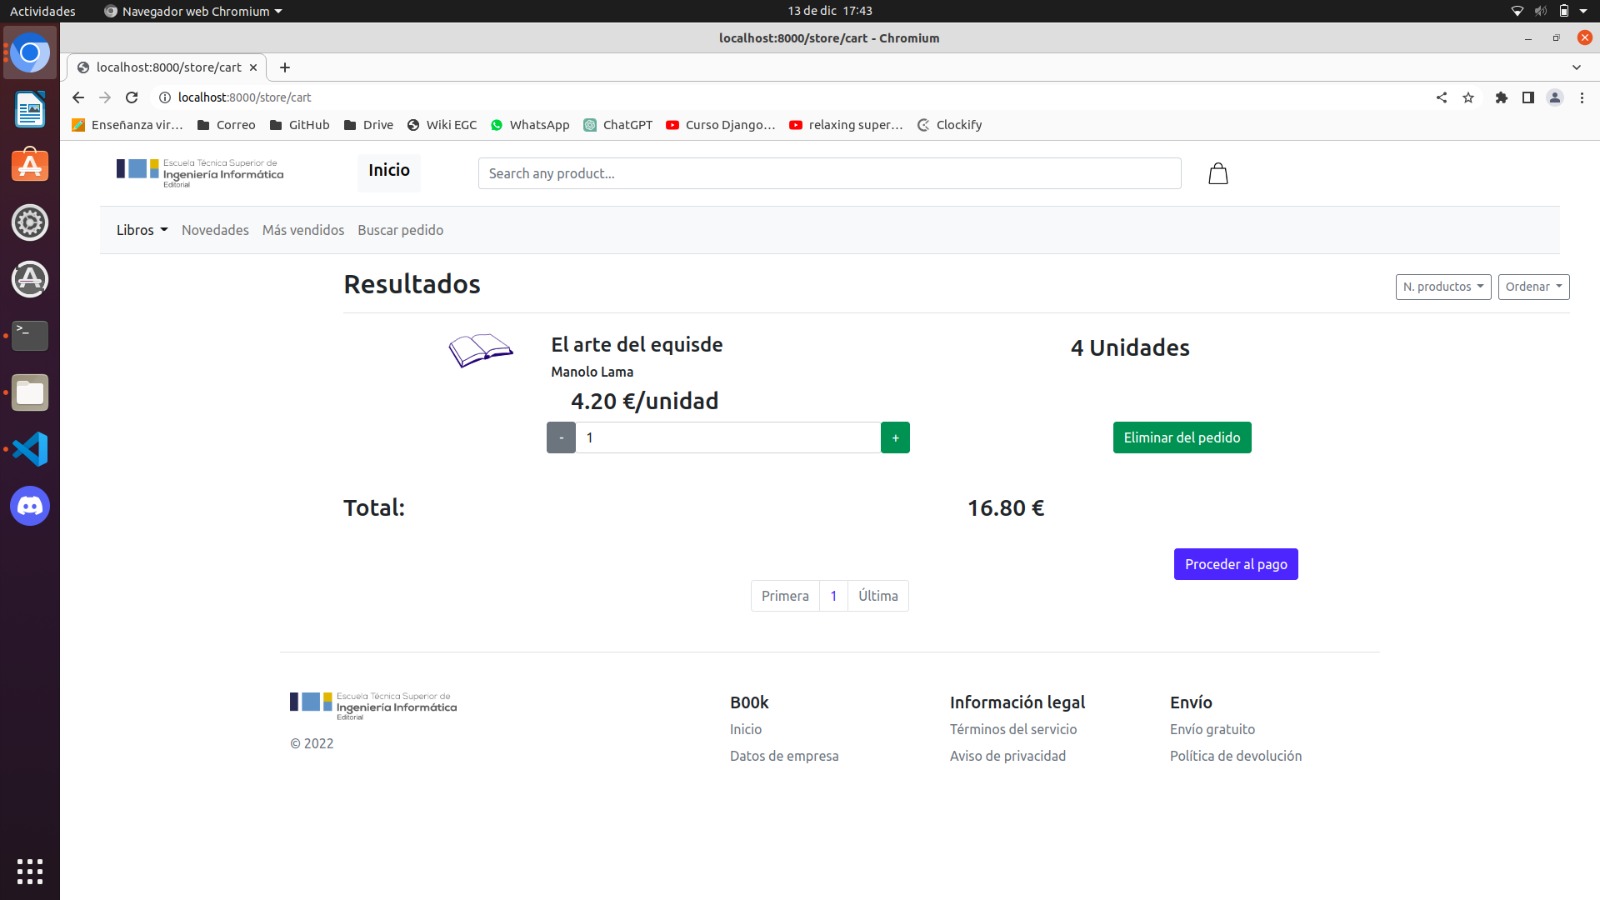 Actividades
Navegador web Chromium
13 de dic 17:43
localhost:8000/store/cart - Chromium
localhost:8000/store/cart
localhost:8000/store/cart
Enseñanza vir...
Correo
GitHub
Drive
Wiki EGC
WhatsApp
ChatGPT
Curso Django...
relaxing super...
Clockify
Escuela Técnica Superior de
Ingeniería Informática
Editorial
Inicio
Search any product...
Libros
Novedades
Más vendidos
Buscar pedido
Resultados
N. productos
Ordenar
El arte del equisde
4 Unidades
Manolo Lama
4.20 €/unidad
-
1
+
Eliminar del pedido
Total:
16.80 €
Proceder al pago
Primera
1
Última
Escuela Técnica Superior de
Ingeniería Informática
Editorial
© 2022
B00k
Inicio
Datos de empresa
Información legal
Términos del servicio
Aviso de privacidad
Envío
Envío gratuito
Política de devolución